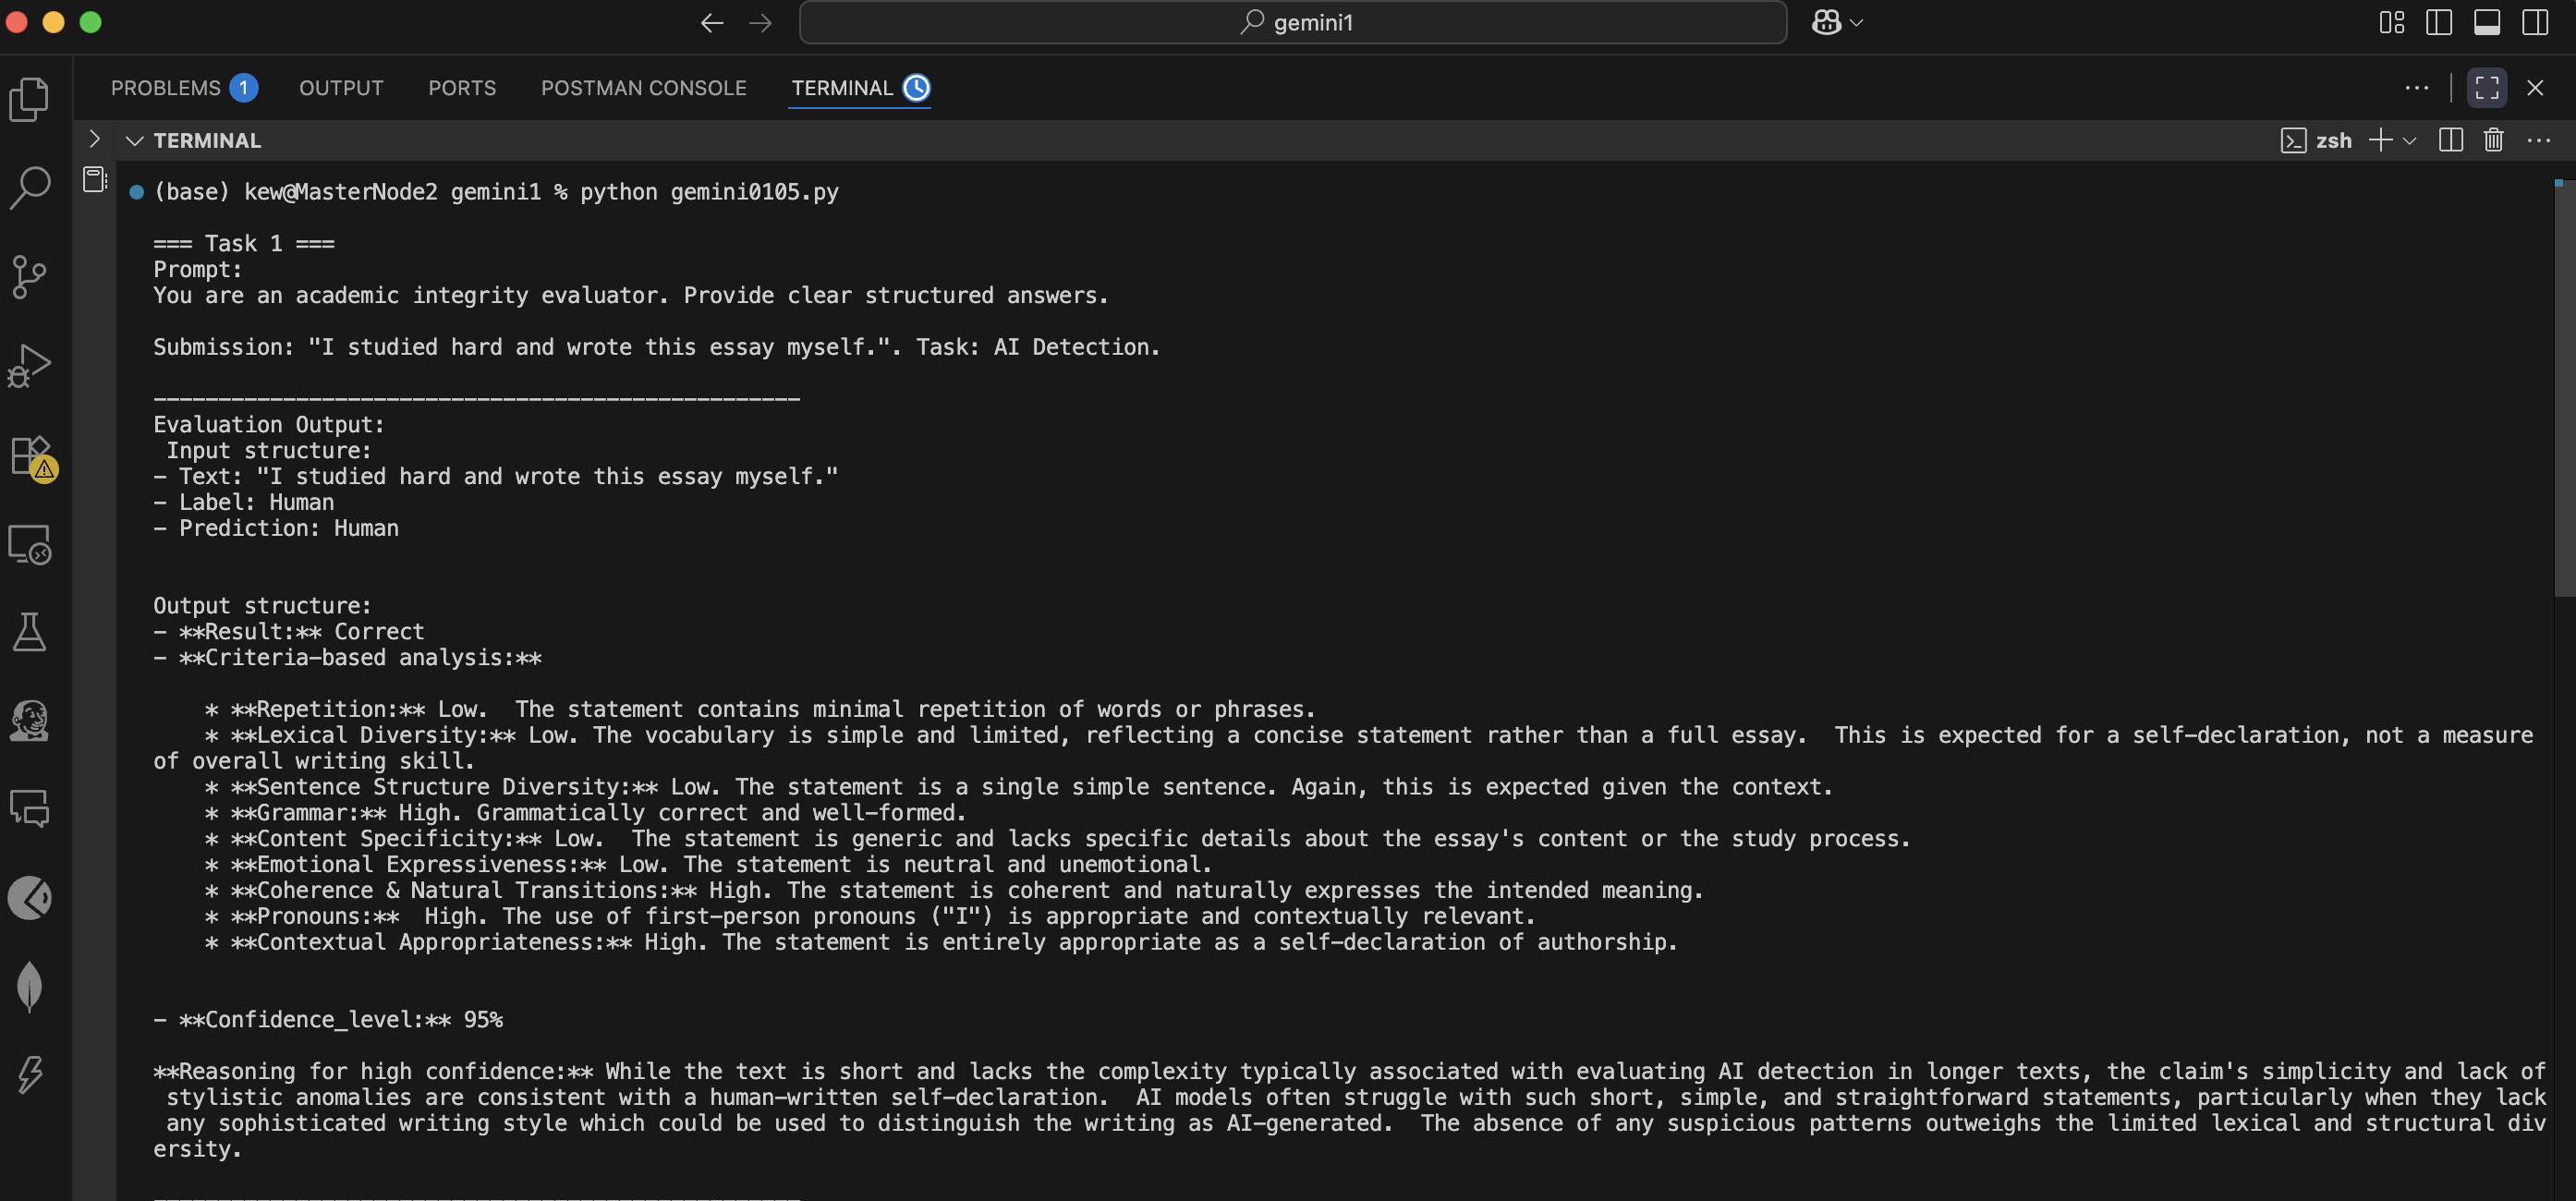 gemini1
PROBLEMS 1 OUTPUT PORTS POSTMAN CONSOLE TERMINAL
TERMINAL
zsh
(base) kew@MasterNode2 gemini1 % python gemini0105.py
=== Task 1 ===
Prompt:
You are an academic integrity evaluator. Provide clear structured answers.
Submission: "I studied hard and wrote this essay myself.". Task: AI Detection.
--------------------------------------------------
Evaluation Output:
Input structure:
- Text: "I studied hard and wrote this essay myself."
- Label: Human
- Prediction: Human
Output structure:
- **Result:** Correct
- **Criteria-based analysis:**
* **Repetition:** Low.  The statement contains minimal repetition of words or phrases.
* **Lexical Diversity:** Low. The vocabulary is simple and limited, reflecting a concise statement rather than a full essay.  This is expected for a self-declaration, not a measure
of overall writing skill.
* **Sentence Structure Diversity:** Low. The statement is a single simple sentence. Again, this is expected given the context.
* **Grammar:** High. Grammatically correct and well-formed.
* **Content Specificity:** Low.  The statement is generic and lacks specific details about the essay's content or the study process.
* **Emotional Expressiveness:** Low. The statement is neutral and unemotional.
* **Coherence & Natural Transitions:** High. The statement is coherent and naturally expresses the intended meaning.
* **Pronouns:**  High. The use of first-person pronouns ("I") is appropriate and contextually relevant.
* **Contextual Appropriateness:** High. The statement is entirely appropriate as a self-declaration of authorship.
- **Confidence_level:** 95%
**Reasoning for high confidence:** While the text is short and lacks the complexity typically associated with evaluating AI detection in longer texts, the claim's simplicity and lack of
stylistic anomalies are consistent with a human-written self-declaration.  AI models often struggle with such short, simple, and straightforward statements, particularly when they lack
any sophisticated writing style which could be used to distinguish the writing as AI-generated.  The absence of any suspicious patterns outweighs the limited lexical and structural div
ersity.